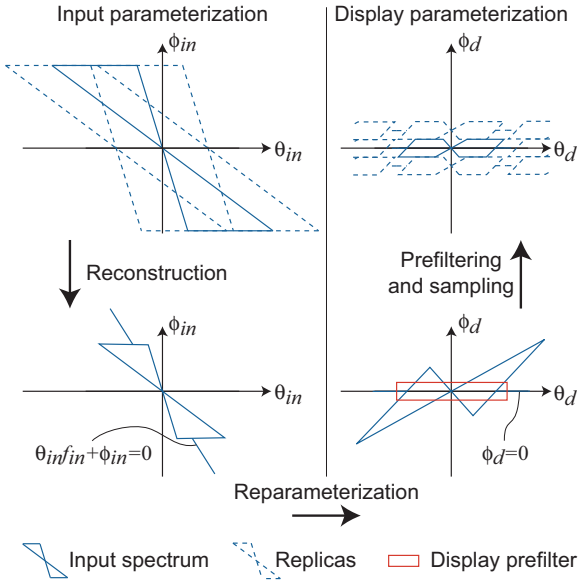 Input parameterization
Display parameterization
ϕin
θin
ϕd
θd
Reconstruction
Prefiltering
and sampling
ϕin
θin
θinfin+ϕin=0
ϕd
θd
ϕd=0
Reparameterization
Input spectrum
Replicas
Display prefilter